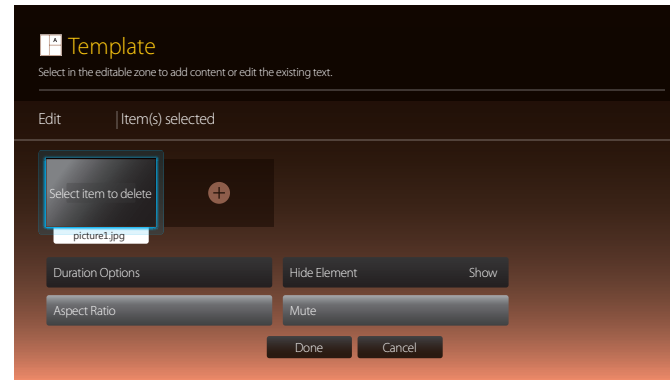 A
Template
Select in the editable zone to add content or edit the existing text.
Edit | Item(s) selected
Select item to delete
picture1.jpg
Duration Options
Hide Element Show
Aspect Ratio
Mute
Done
Cancel